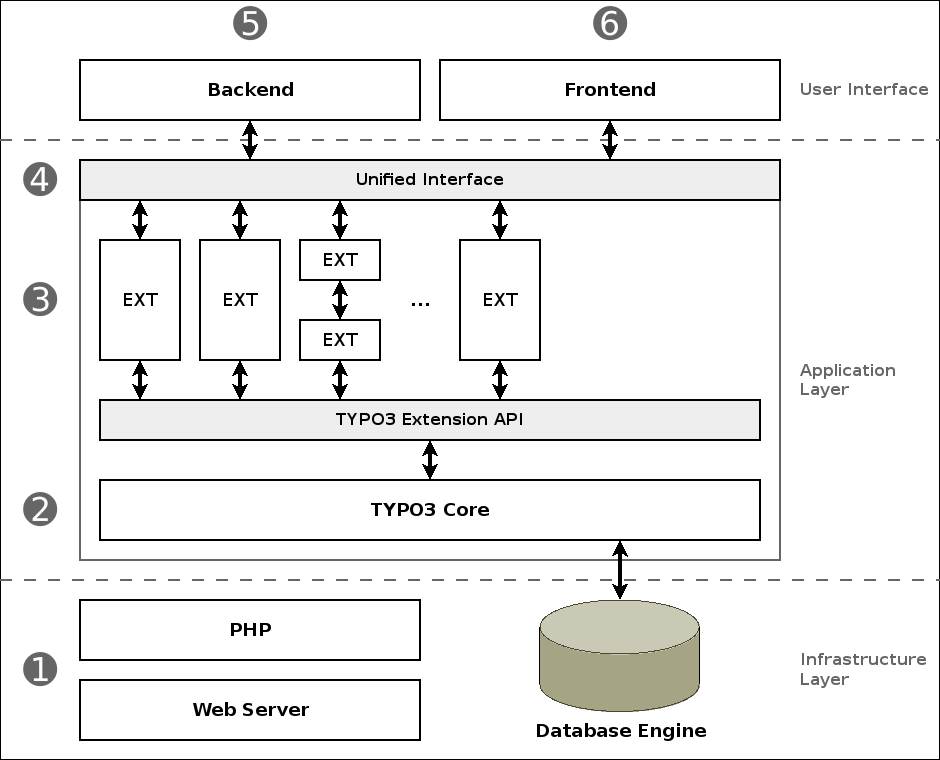 5
6
Backend
Frontend
User Interface
4
Unified Interface
3
EXT
EXT
EXT
EXT
...
EXT
Application
Layer
TYPO3 Extension API
2
TYPO3 Core
1
PHP
Web Server
Database Engine
Infrastructure
Layer